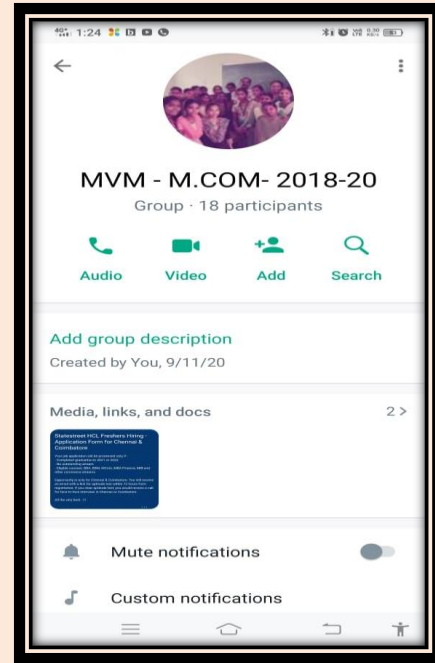 1:24
MVM - M.COM- 2018-20
Group · 18 participants
Audio Video Add Search
Add group description
Created by You, 9/11/20
Media, links, and docs 2 >
Statestreet HCL Freshers Hiring -
Application Form for Chennai &
Coimbatore
Mute notifications
Custom notifications